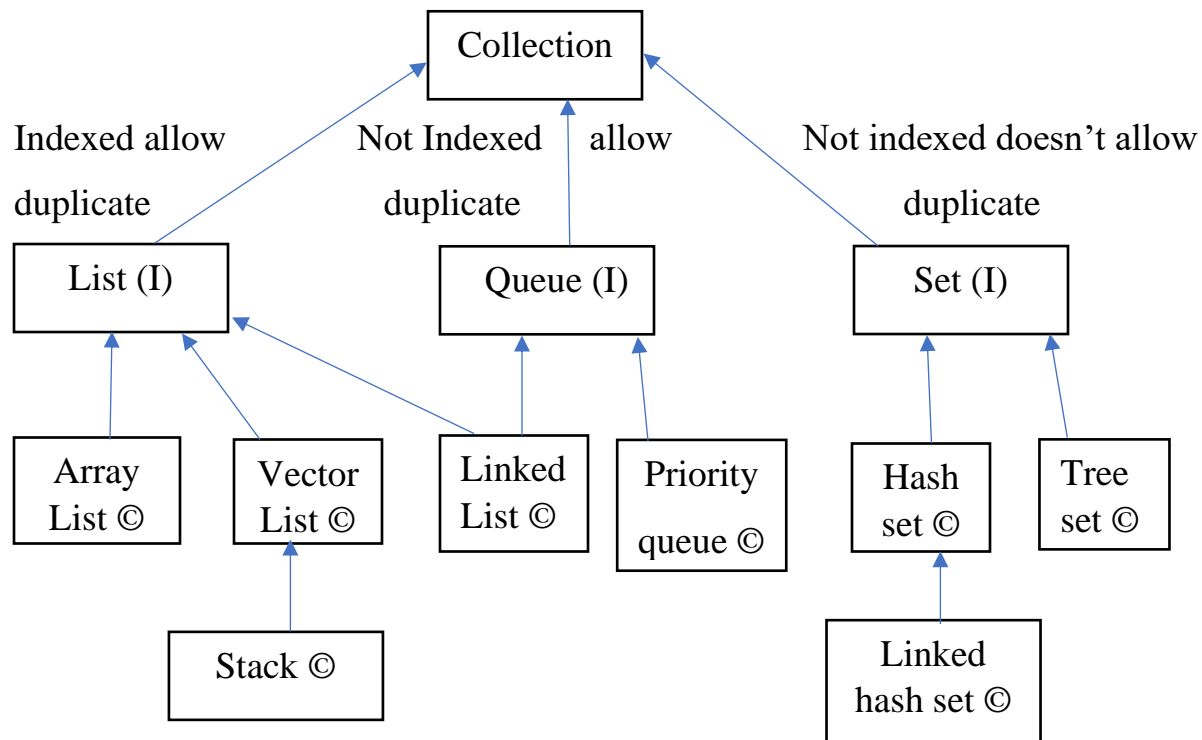 Collection
Indexed allow
duplicate
Not Indexed allow
duplicate
Not indexed doesn’t allow
duplicate
List (I)
Queue (I)
Set (I)
Array
List ©
Vector
List ©
Linked
List ©
Priority
queue ©
Hash
set ©
Tree
set ©
Stack ©
Linked
hash set ©